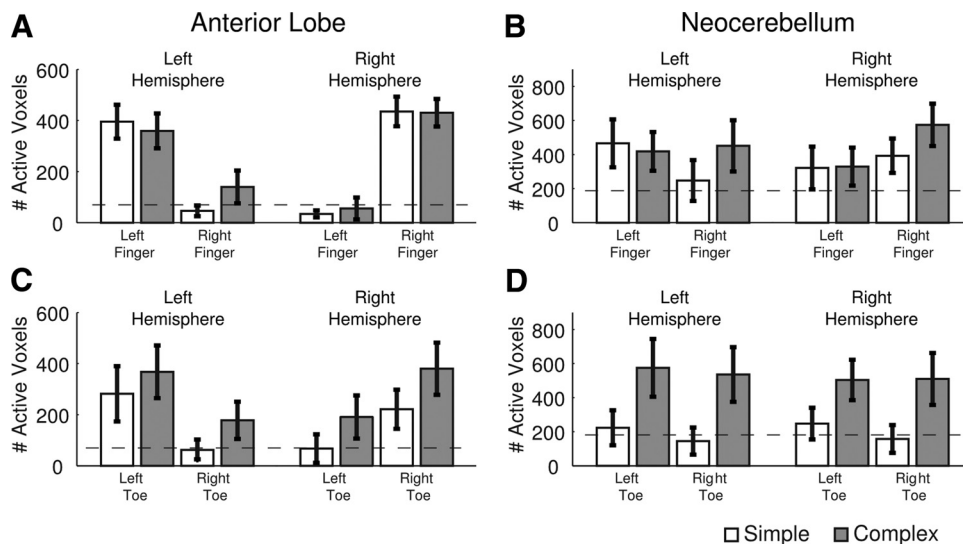 A
Anterior Lobe
Left
Hemisphere
Right
Hemisphere
# Active Voxels
600
400
200
0
Left
Finger
Right
Finger
Left
Finger
Right
Finger
B
Neocerebellum
Left
Hemisphere
Right
Hemisphere
# Active Voxels
800
600
400
200
0
Left
Finger
Right
Finger
Left
Finger
Right
Finger
C
Left
Hemisphere
Right
Hemisphere
# Active Voxels
600
400
200
0
Left
Toe
Right
Toe
Left
Toe
Right
Toe
D
Left
Hemisphere
Right
Hemisphere
# Active Voxels
800
600
400
200
0
Left
Toe
Right
Toe
Left
Toe
Right
Toe
Simple
Complex